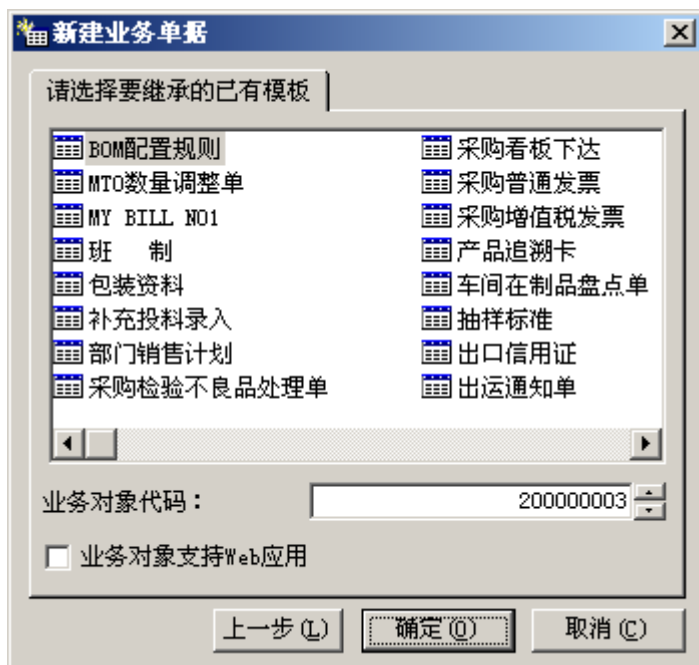 新建业务单据
请选择要继承的已有模板
BOM配置规则
MTO数量调整单
MY BILL NO1
班 制
包装资料
补充投料录入
部门销售计划
采购检验不良品处理单
采购看板下达
采购普通发票
采购增值税发票
产品追溯卡
车间在制品盘点单
抽样标准
出口信用证
出运通知单
业务对象代码：
200000003
业务对象支持Web应用
上一步(L)
确定(O)
取消(C)